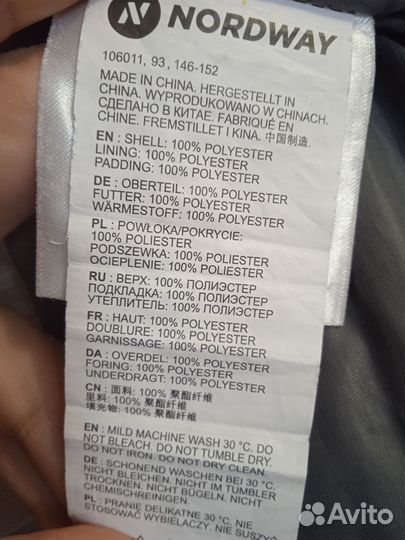 NORDWAY
106011, 93, 146-152
MADE IN CHINA. HERGESTELLT IN
CHINA. WYPRODUKOWANO W CHINACH.
СДЕЛАНО В КИТАЕ. FABRIQUÉ EN
CHINE. FREMSTILLET I KINA. 中国制造.
EN : SHELL: 100% POLYESTER
LINING: 100% POLYESTER
PADDING: 100% POLYESTER
DE : OBERTEIL: 100% POLYESTER
FUTTER: 100% POLYESTER
WÄRMESTOFF: 100% POLYESTER
PL : POWŁOKA/POKRYCIE:
100% POLIESTER
PODSZEWKA: 100% POLIESTER
OCIEPLENIE: 100% POLIESTER
RU : ВЕРХ: 100% ПОЛИЭСТЕР
ПОДКЛАДКА: 100% ПОЛИЭСТЕР
УТЕПЛИТЕЛЬ: 100% ПОЛИЭСТЕР
FR : HAUT: 100% POLYESTER
DOUBLURE: 100% POLYESTER
GARNISSAGE: 100% POLYESTER
DA : OVERDEL: 100% POLYESTER
FORING: 100% POLYESTER
UNDERDRAGT: 100% POLYESTER
CN : 面料: 100% 聚酯纤维
里料: 100% 聚酯纤维
填充物: 100% 聚酯纤维
EN : MILD MACHINE WASH 30 °C. DO
NOT BLEACH. DO NOT TUMBLE DRY.
DO NOT IRON. DO NOT DRY CLEAN.
DE : SCHONEND WASCHEN BEI 30 °C.
NICHT BLEICHEN. NICHT IM TUMBLER
TROCKNEN. NICHT BÜGELN. NICHT
CHEMISCHREINIGEN.
PL : PRANIE DELIKATNE 30 °C. NIE
STOSOWAĆ WYBIELACZY. NIE SUSZYĆ
Avito